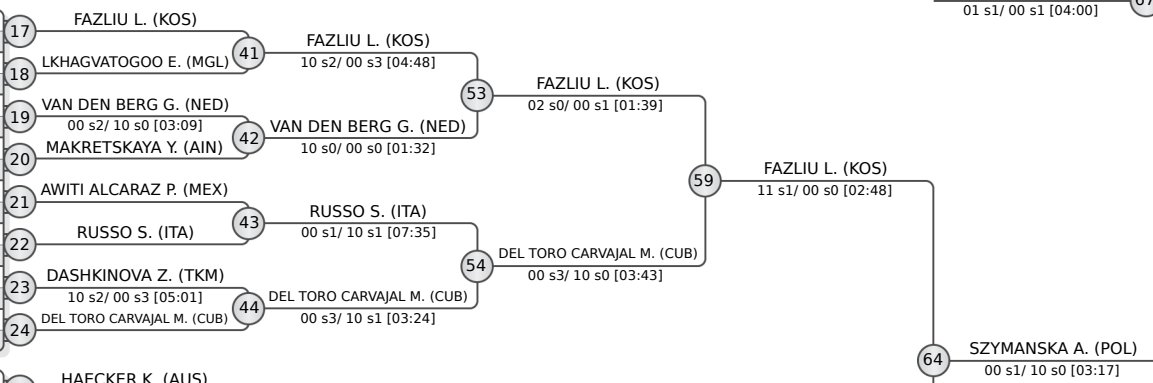 01 s1/ 00 s1 [04:00]
17
FAZLIU L. (KOS)
18
LKHAGVATOGOO E. (MGL)
41
FAZLIU L. (KOS)
10 s2/ 00 s3 [04:48]
19
VAN DEN BERG G. (NED)
00 s2/ 10 s0 [03:09]
20
MAKRETSKAYA Y. (AIN)
42
VAN DEN BERG G. (NED)
10 s0/ 00 s0 [01:32]
53
FAZLIU L. (KOS)
02 s0/ 00 s1 [01:39]
21
AWITI ALCARAZ P. (MEX)
22
RUSSO S. (ITA)
43
RUSSO S. (ITA)
00 s1/ 10 s1 [07:35]
23
DASHKINOVA Z. (TKM)
10 s2/ 00 s3 [05:01]
24
DEL TORO CARVAJAL M. (CUB)
44
DEL TORO CARVAJAL M. (CUB)
00 s3/ 10 s1 [03:24]
54
DEL TORO CARVAJAL M. (CUB)
00 s3/ 10 s0 [03:43]
59
FAZLIU L. (KOS)
11 s1/ 00 s0 [02:48]
64
SZYMANSKA A. (POL)
00 s1/ 10 s0 [03:17]
HAECKER K. (AUS)